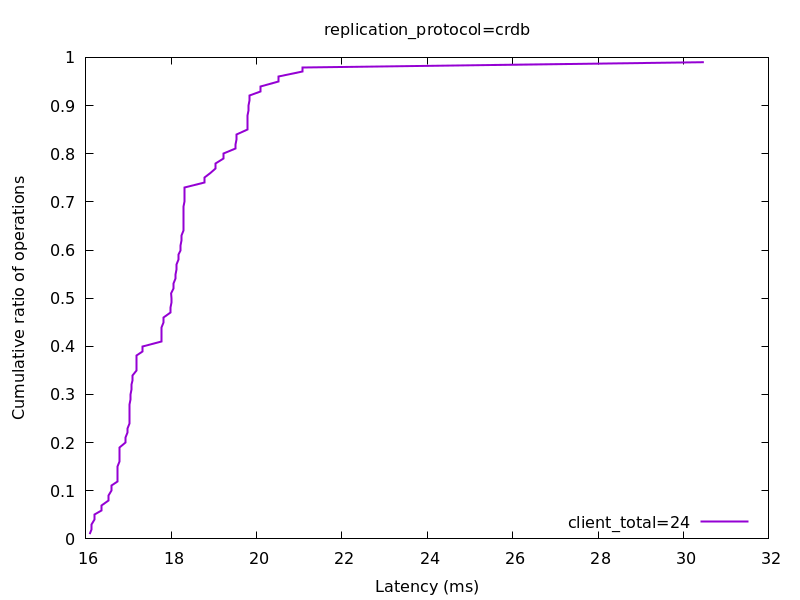 replication_protocol=crdb
1
0.9
0.8
0.7
0.6
0.5
0.4
0.3
0.2
0.1
0
Cumulative ratio of operations
client_total=24
16 18 20 22 24 26 28 30 32
Latency (ms)